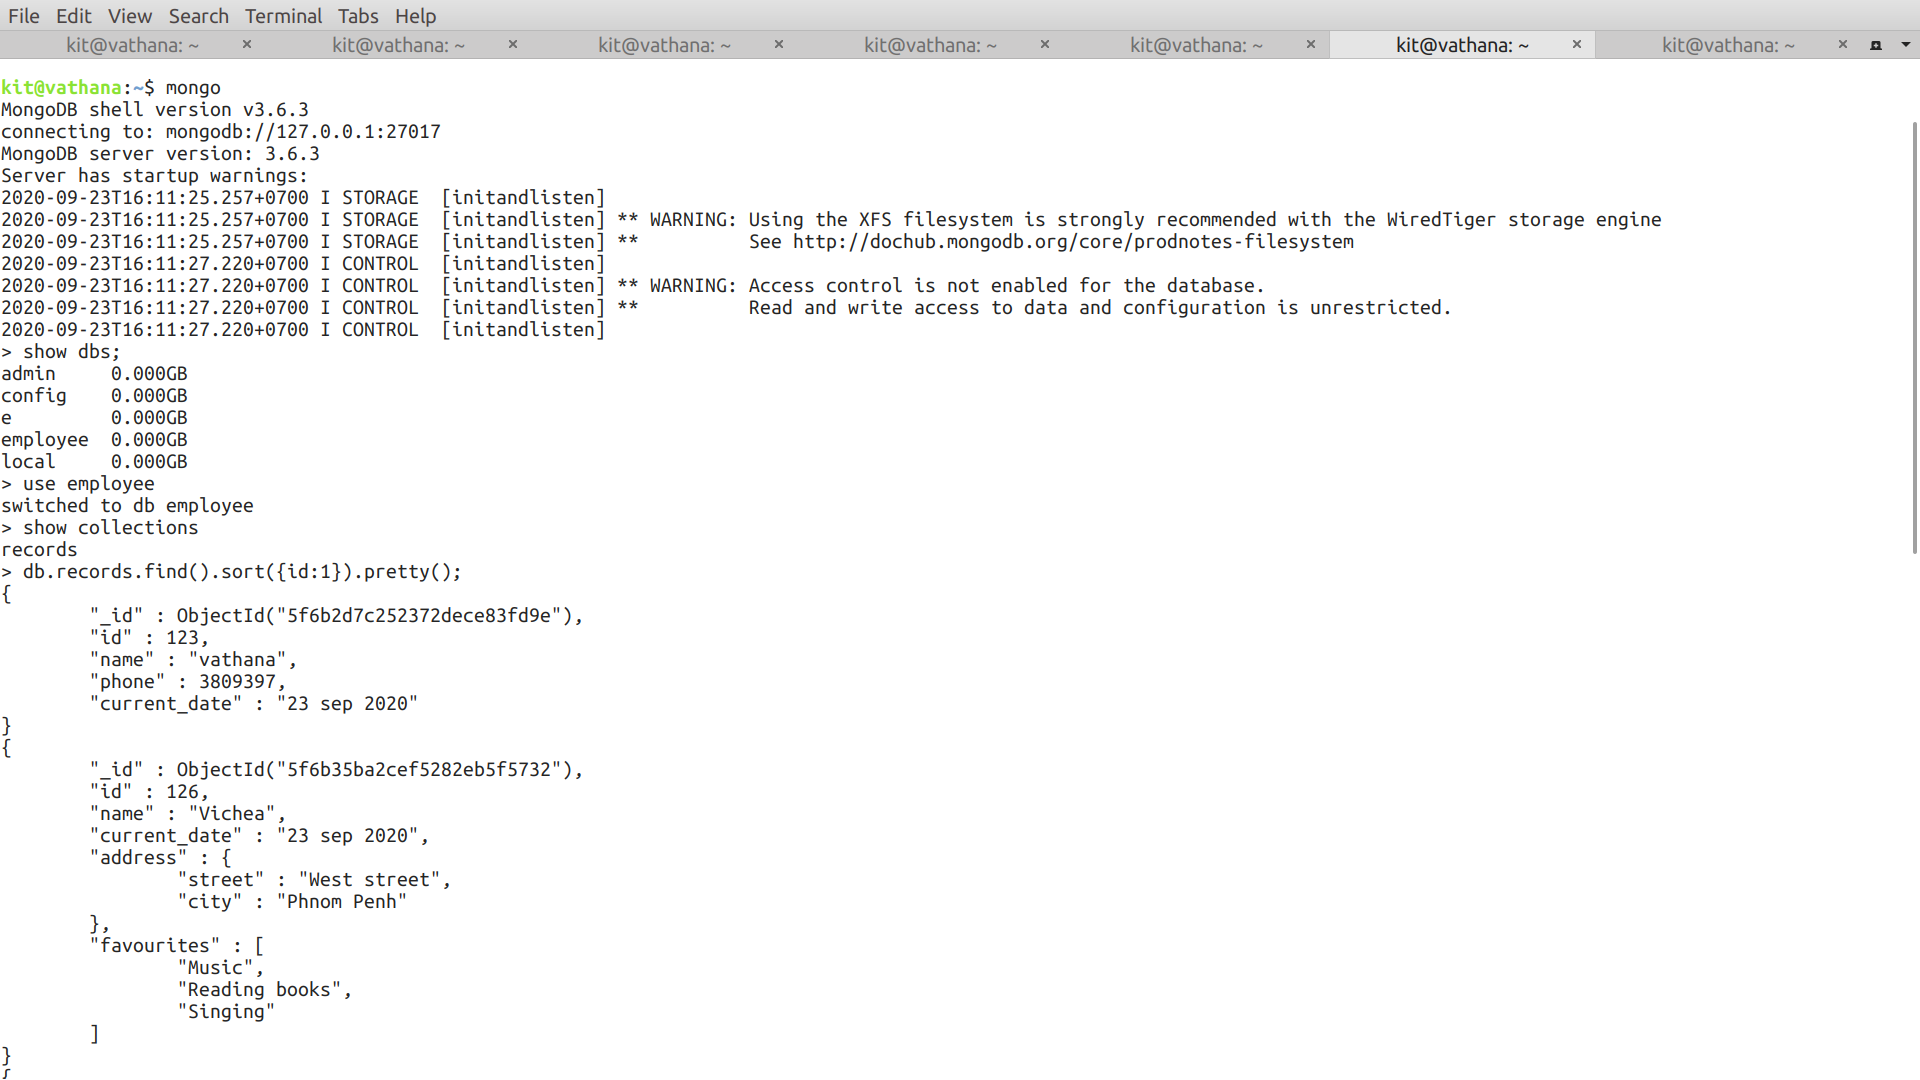 File Edit View Search Terminal Tabs Help
kit@vathana: ~ × kit@vathana: ~ × kit@vathana: ~ × kit@vathana: ~ × kit@vathana: ~ × kit@vathana: ~ × kit@vathana: ~ ×
kit@vathana:~$ mongo
MongoDB shell version v3.6.3
connecting to: mongodb://127.0.0.1:27017
MongoDB server version: 3.6.3
Server has startup warnings:
2020-09-23T16:11:25.257+0700 I STORAGE  [initandlisten]
2020-09-23T16:11:25.257+0700 I STORAGE  [initandlisten] ** WARNING: Using the XFS filesystem is strongly recommended with the WiredTiger storage engine
2020-09-23T16:11:25.257+0700 I STORAGE  [initandlisten] **          See http://dochub.mongodb.org/core/prodnotes-filesystem
2020-09-23T16:11:27.220+0700 I CONTROL  [initandlisten]
2020-09-23T16:11:27.220+0700 I CONTROL  [initandlisten] ** WARNING: Access control is not enabled for the database.
2020-09-23T16:11:27.220+0700 I CONTROL  [initandlisten] **          Read and write access to data and configuration is unrestricted.
2020-09-23T16:11:27.220+0700 I CONTROL  [initandlisten]
> show dbs;
admin     0.000GB
config    0.000GB
e         0.000GB
employee  0.000GB
local     0.000GB
> use employee
switched to db employee
> show collections
records
> db.records.find().sort({id:1}).pretty();
{
        "_id" : ObjectId("5f6b2d7c252372dece83fd9e"),
        "id" : 123,
        "name" : "vathana",
        "phone" : 3809397,
        "current_date" : "23 sep 2020"
}
{
        "_id" : ObjectId("5f6b35ba2cef5282eb5f5732"),
        "id" : 126,
        "name" : "Vichea",
        "current_date" : "23 sep 2020",
        "address" : {
                "street" : "West street",
                "city" : "Phnom Penh"
        },
        "favourites" : [
                "Music",
                "Reading books",
                "Singing"
        ]
}
{